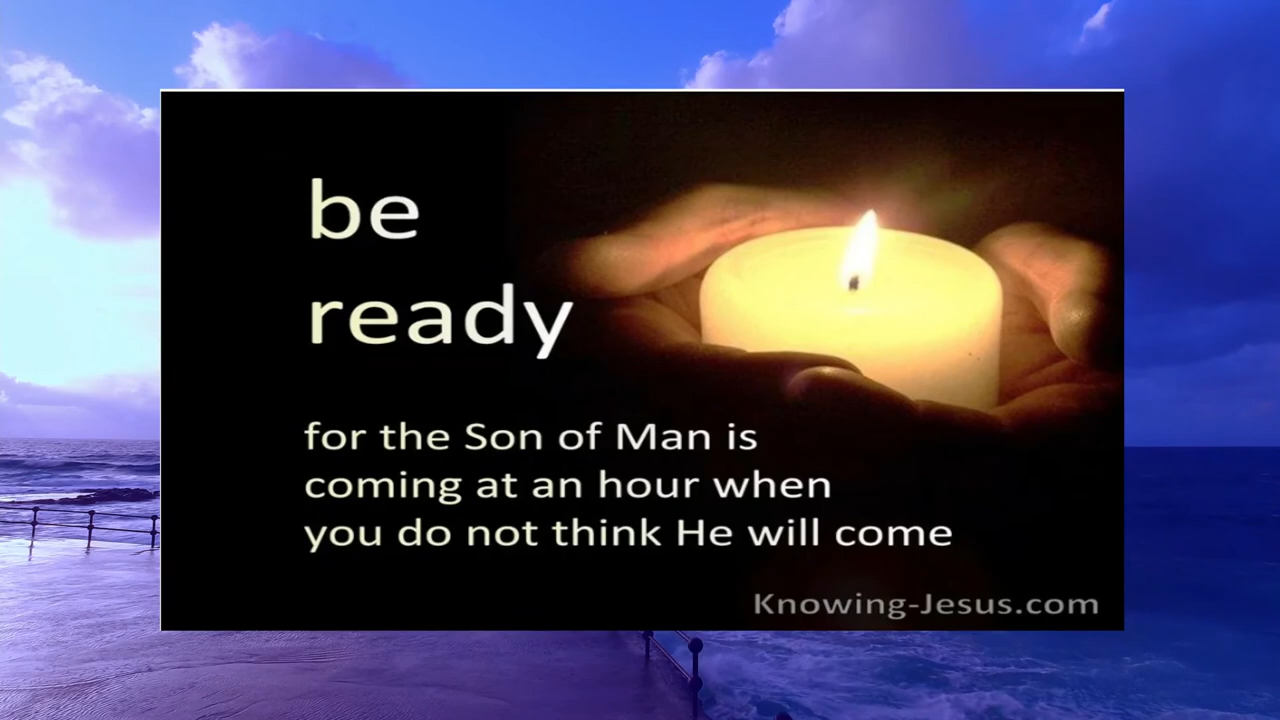 be
ready
for the Son of Man is
coming at an hour when
you do not think He will come
Knowing-Jesus.com